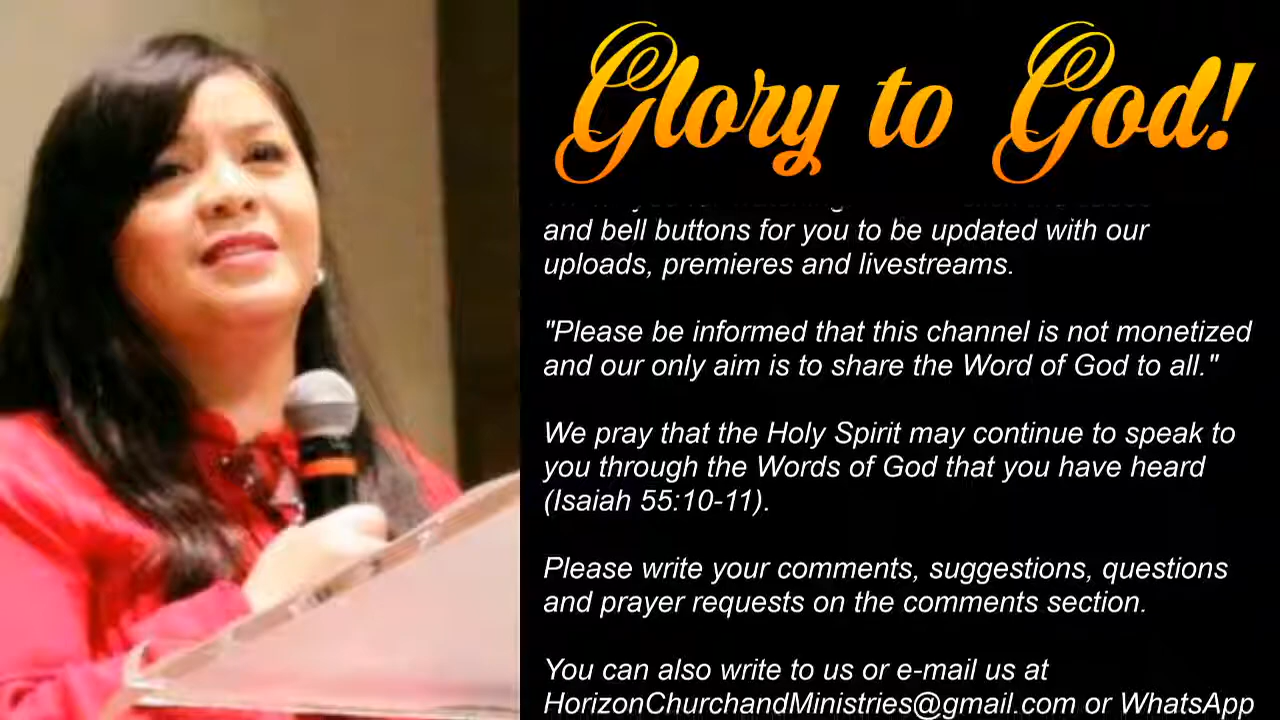 Glory to God!
and bell buttons for you to be updated with our
uploads, premieres and livestreams.
"Please be informed that this channel is not monetized
and our only aim is to share the Word of God to all."
We pray that the Holy Spirit may continue to speak to
you through the Words of God that you have heard
(Isaiah 55:10-11).
Please write your comments, suggestions, questions
and prayer requests on the comments section.
You can also write to us or e-mail us at
HorizonChurchandMinistries@gmail.com or WhatsApp